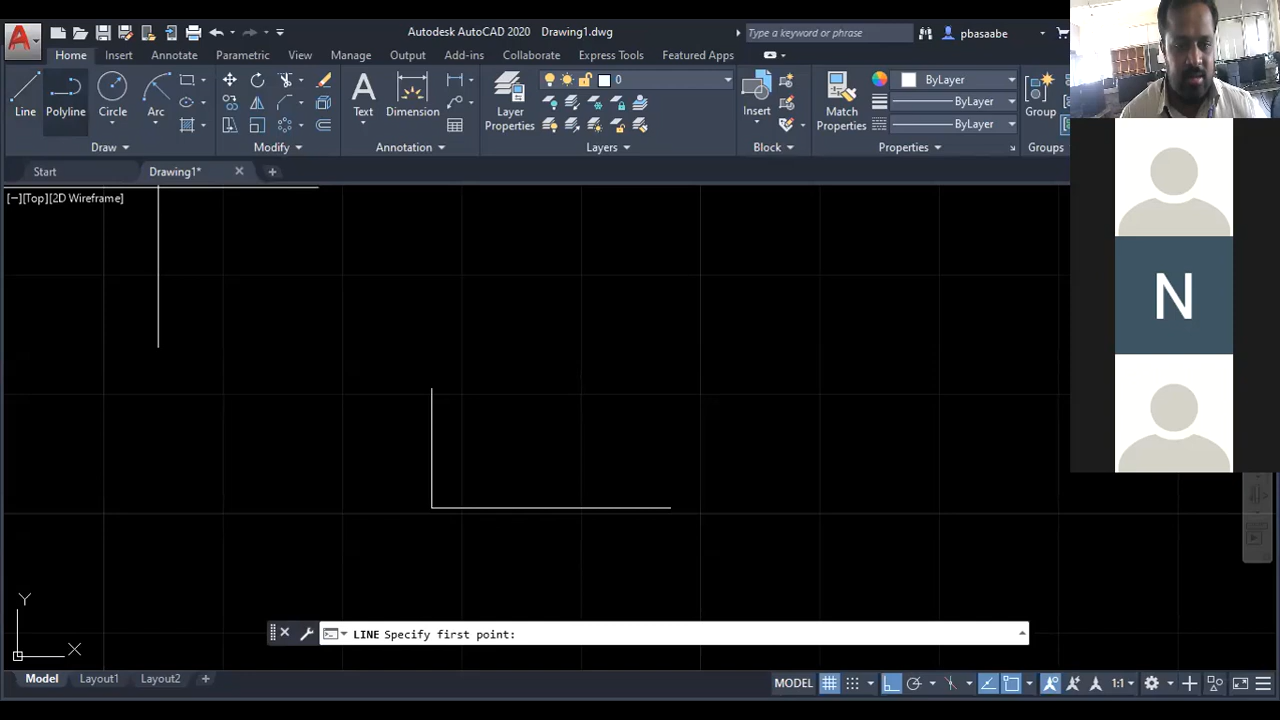 Autodesk AutoCAD 2020 Drawing1.dwg
Type a keyword or phrase
pbasaabe
Home Insert Annotate Parametric View Manage Output Add-ins Collaborate Express Tools Featured Apps
0
ByLayer
Line Polyline Circle Arc
Text Dimension
Layer
Properties
Insert
Match
Properties
ByLayer
ByLayer
Group
Draw Modify Annotation Layers Block Properties Groups
Start Drawing1*
[−][Top][2D Wireframe]
N
Y
X
LINE Specify first point:
Model Layout1 Layout2
MODEL 1:1